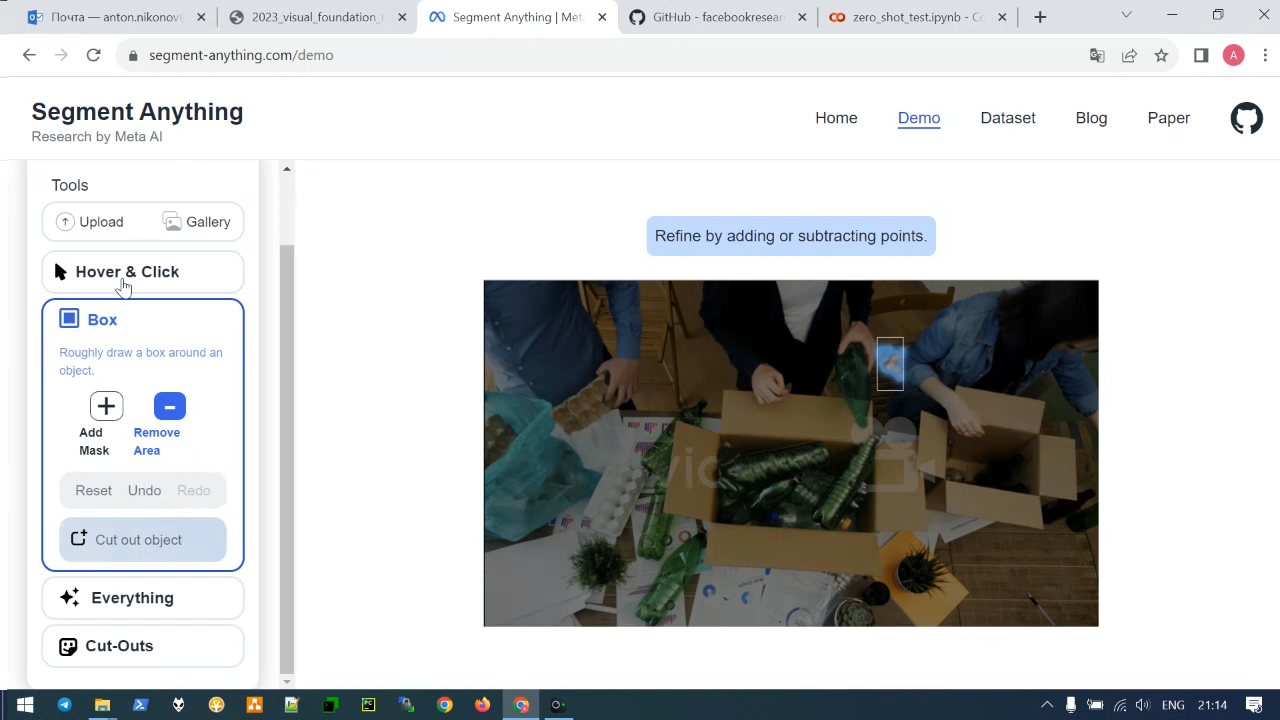 Почта — anton.nikonovi
2023_visual_foundation_
Segment Anything | Meta
GitHub - facebookresear
zero_shot_test.ipynb - Co
segment-anything.com/demo
A
Segment Anything
Research by Meta AI
Home
Demo
Dataset
Blog
Paper
Tools
Upload
Gallery
Hover & Click
Box
Roughly draw a box around an
object.
Add
Mask
Remove
Area
Reset
Undo
Redo
Cut out object
Everything
Cut-Outs
Refine by adding or subtracting points.
ENG
21:14